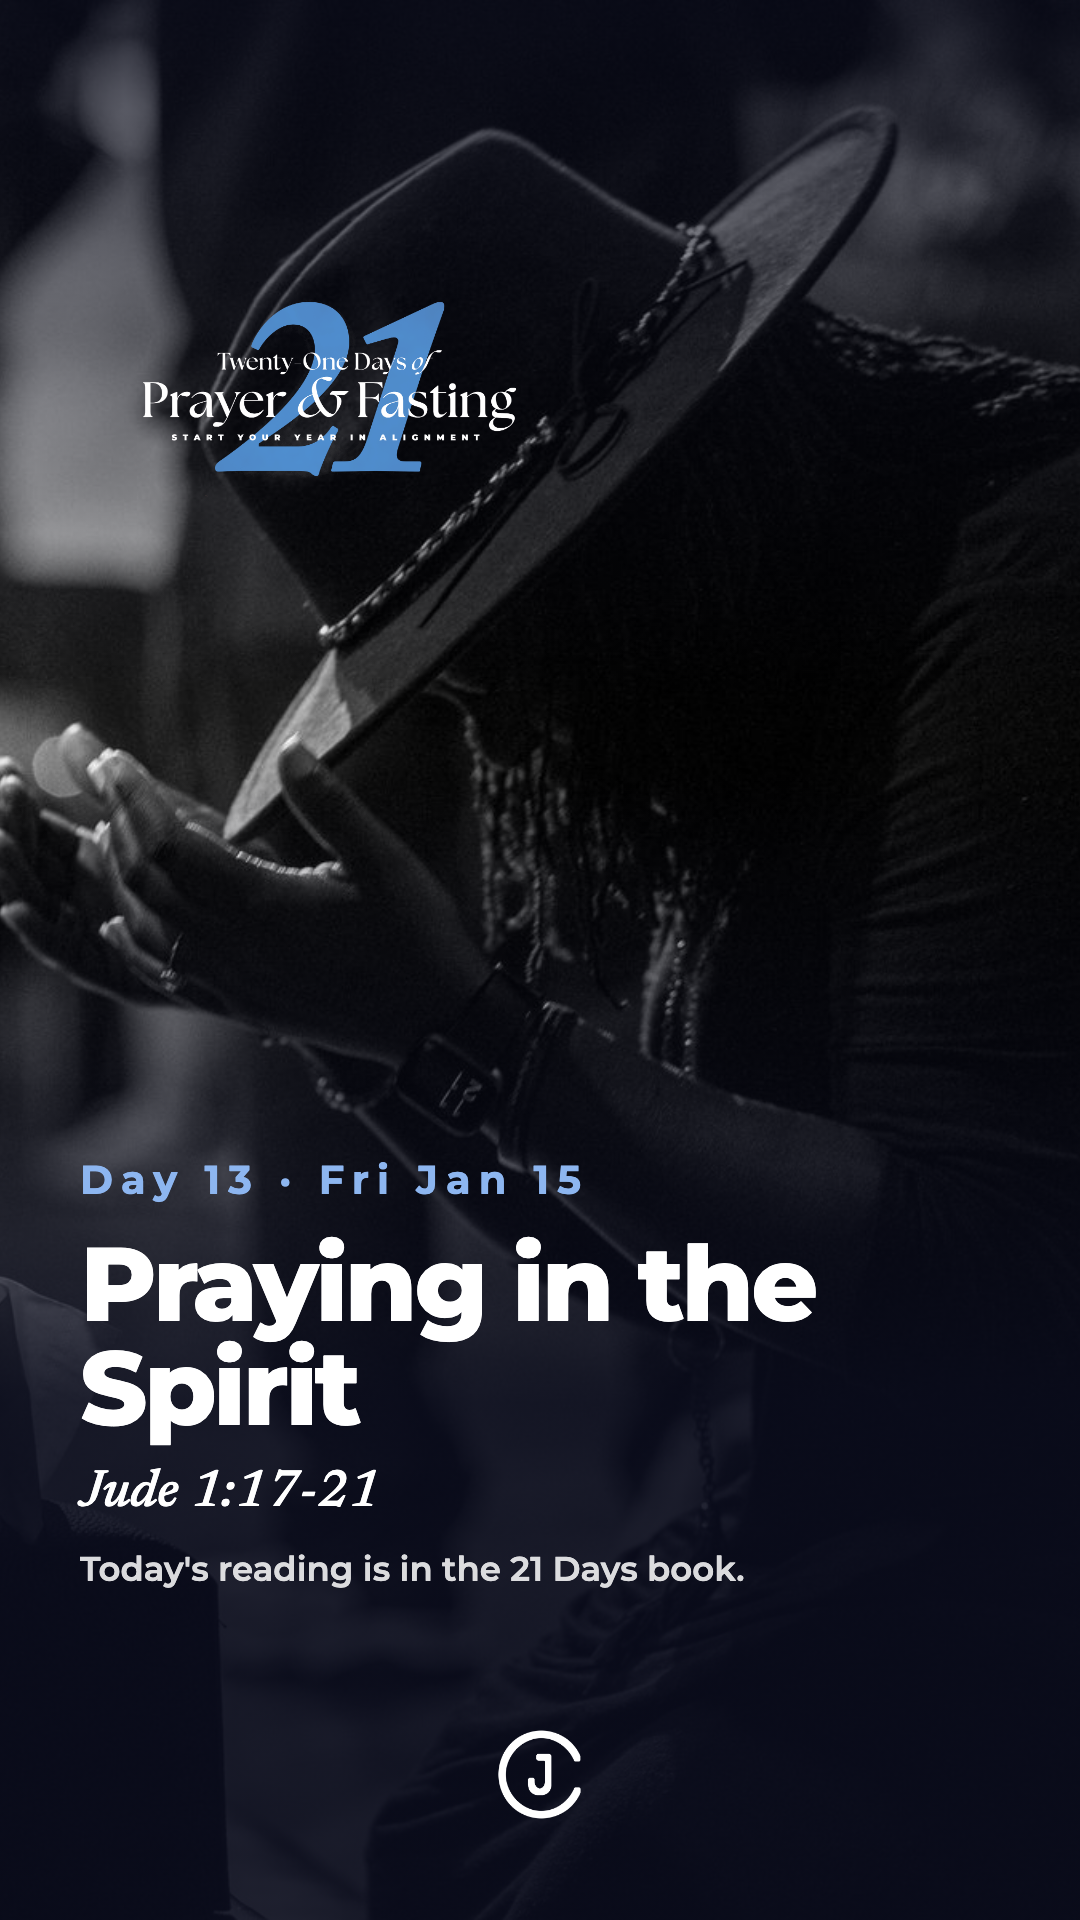 21
Twenty-One Days of
Prayer & Fasting
START YOUR YEAR IN ALIGNMENT
Day 13 · Fri Jan 15
Praying in the
Spirit
Jude 1:17-21
Today's reading is in the 21 Days book.
JC